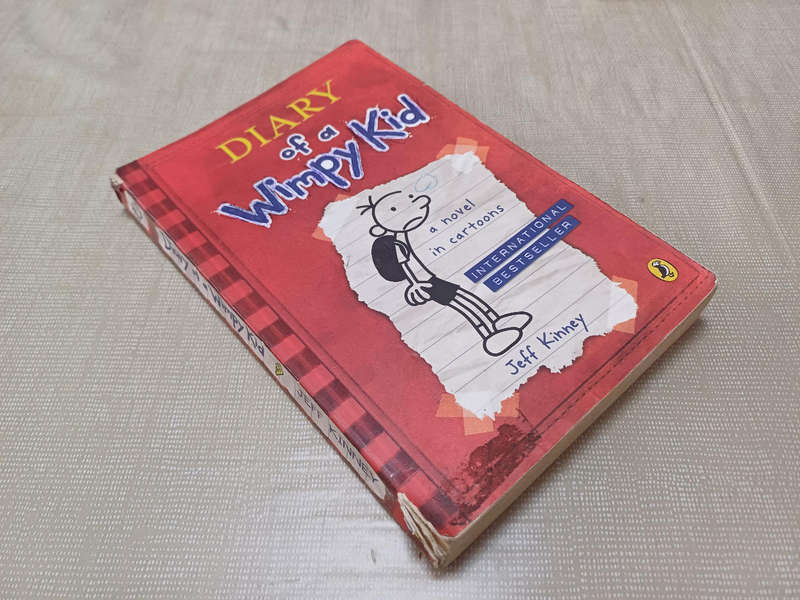 DIARY
of a
Wimpy Kid
a novel
in cartoons
INTERNATIONAL
BESTSELLER
Jeff Kinney
Diary of a Wimpy Kid
JEFF KINNEY